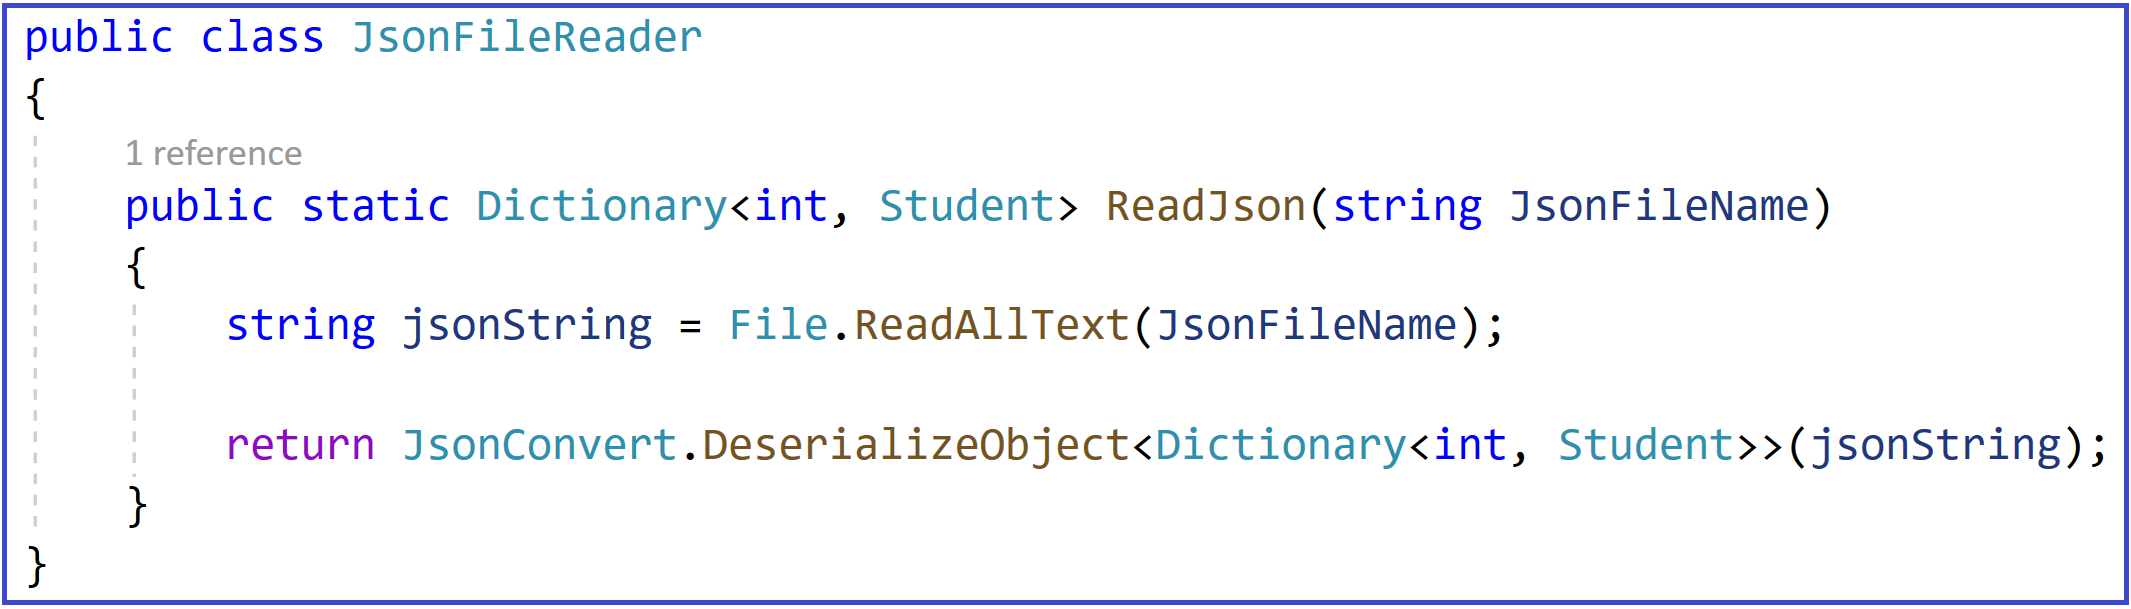 public class JsonFileReader
{
1 reference
public static Dictionary<int, Student> ReadJson(string JsonFileName)
{
string jsonString = File.ReadAllText(JsonFileName);
return JsonConvert.DeserializeObject<Dictionary<int, Student>>(jsonString);
}
}